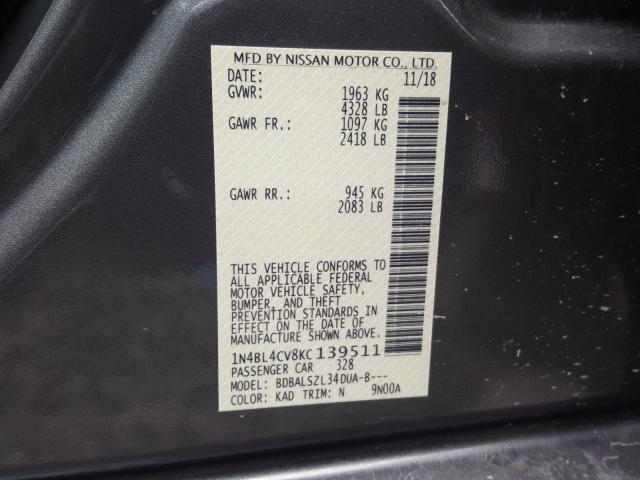 MFD BY NISSAN MOTOR CO., LTD.
DATE: 11/18
GVWR: 1963 KG
4328 LB
GAWR FR.: 1097 KG
2418 LB
GAWR RR.: 945 KG
2083 LB
THIS VEHICLE CONFORMS TO
ALL APPLICABLE FEDERAL
MOTOR VEHICLE SAFETY,
BUMPER, AND THEFT
PREVENTION STANDARDS IN
EFFECT ON THE DATE OF
MANUFACTURE SHOWN ABOVE.
1N4BL4CV8KC139511
PASSENGER CAR 328
MODEL: BDBALSZL34DUA-B---
COLOR: KAD TRIM: N 9N00A